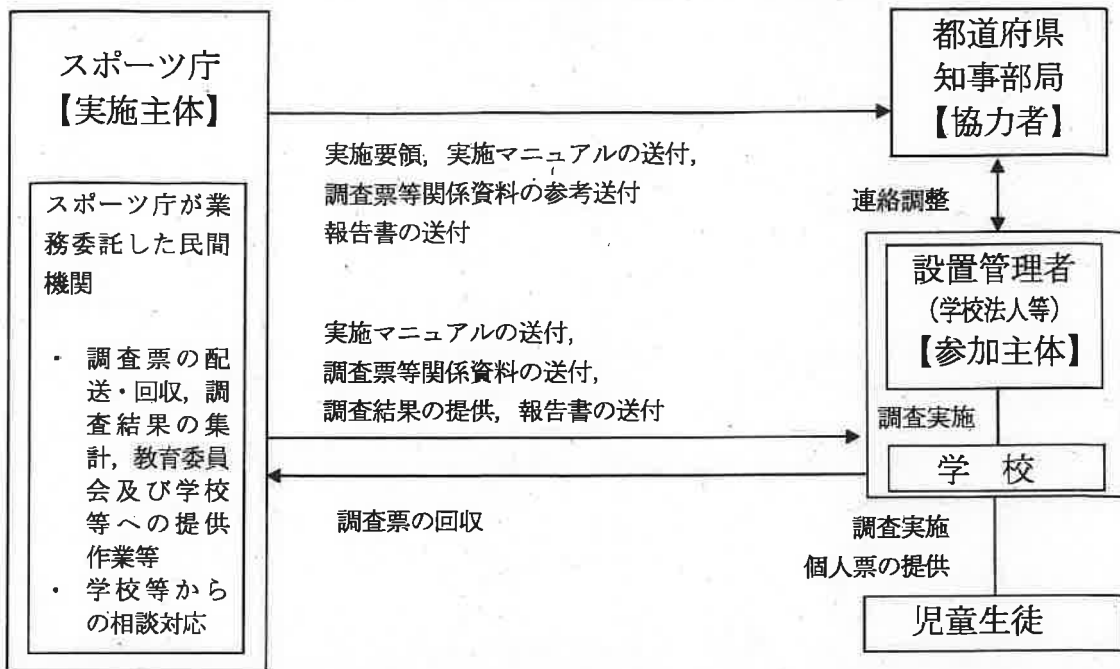 スポーツ庁
【実施主体】
スポーツ庁が業
務委託した民間
機関
・ 調査票の配
送・回収，調
査結果の集
計，教育委員
会及び学校
等への提供
作業等
・ 学校等から
の相談対応
実施要領，実施マニュアルの送付，
調査票等関係資料の参考送付
報告書の送付
実施マニュアルの送付，
調査票等関係資料の送付，
調査結果の提供，報告書の送付
調査票の回収
都道府県
知事部局
【協力者】
連絡調整
設置管理者
（学校法人等）
【参加主体】
調査実施
学 校
調査実施
個人票の提供
児童生徒